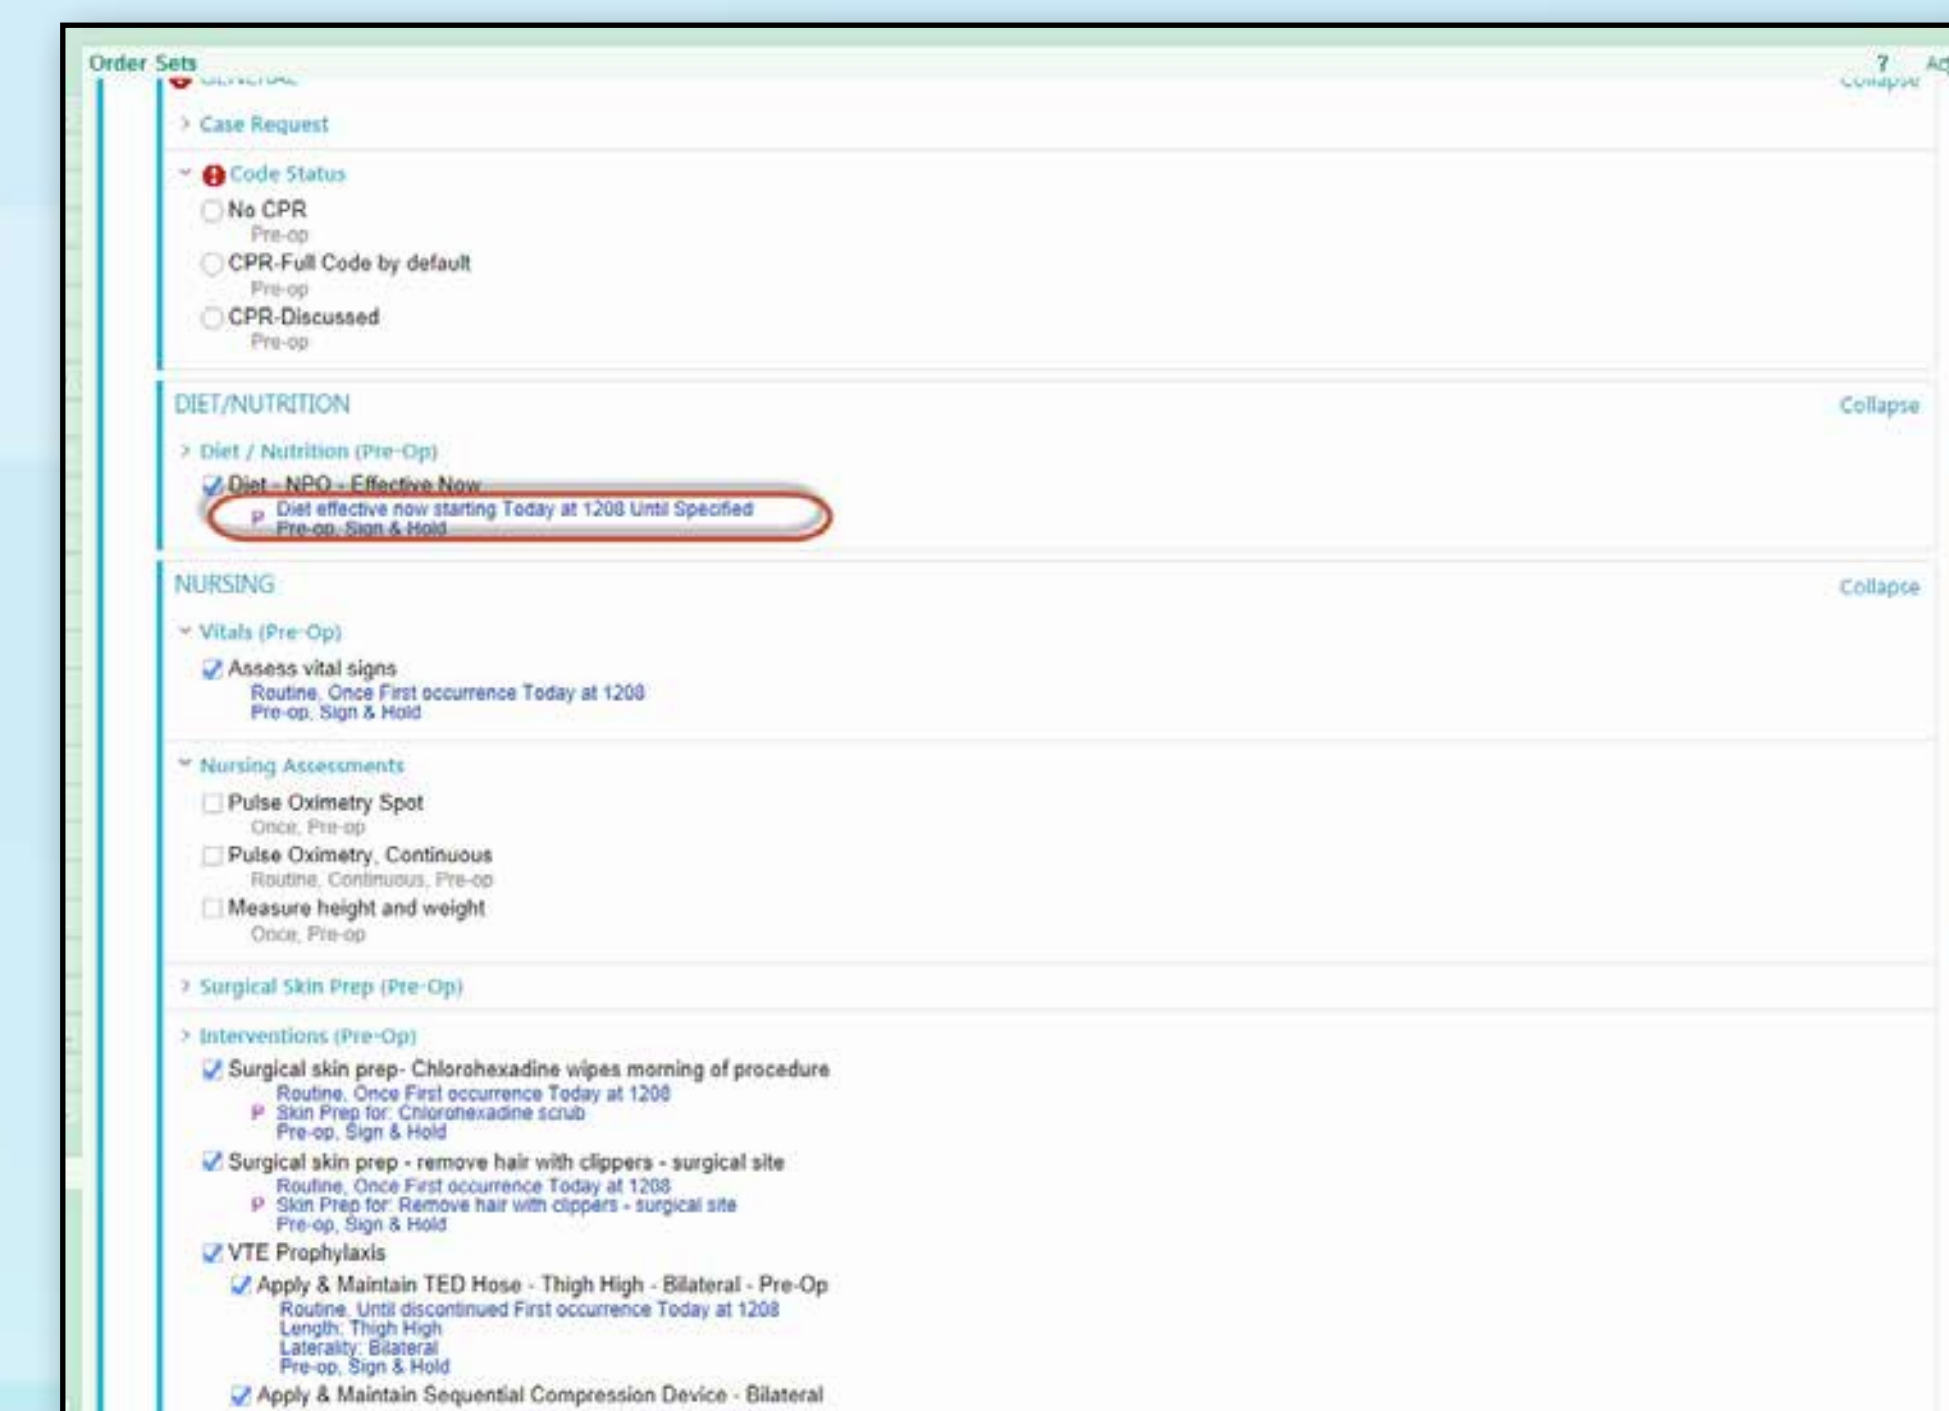 Order Sets
?
GENERAL
Collapse
Case Request
Code Status
No CPR
Pre-op
CPR-Full Code by default
Pre-op
CPR-Discussed
Pre-op
DIET/NUTRITION
Collapse
Diet / Nutrition (Pre-Op)
Diet - NPO - Effective Now
P Diet effective now starting Today at 1208 Until Specified
Pre-op, Sign & Hold
NURSING
Collapse
Vitals (Pre-Op)
Assess vital signs
Routine, Once First occurrence Today at 1208
Pre-op, Sign & Hold
Nursing Assessments
Pulse Oximetry Spot
Once, Pre-op
Pulse Oximetry, Continuous
Routine, Continuous, Pre-op
Measure height and weight
Once, Pre-op
Surgical Skin Prep (Pre-Op)
Interventions (Pre-Op)
Surgical skin prep- Chlorohexadine wipes morning of procedure
Routine, Once First occurrence Today at 1208
P Skin Prep for: Chlorohexadine scrub
Pre-op, Sign & Hold
Surgical skin prep - remove hair with clippers - surgical site
Routine, Once First occurrence Today at 1208
P Skin Prep for: Remove hair with clippers - surgical site
Pre-op, Sign & Hold
VTE Prophylaxis
Apply & Maintain TED Hose - Thigh High - Bilateral - Pre-Op
Routine, Until discontinued First occurrence Today at 1208
Length: Thigh High
Laterality: Bilateral
Pre-op, Sign & Hold
Apply & Maintain Sequential Compression Device - Bilateral